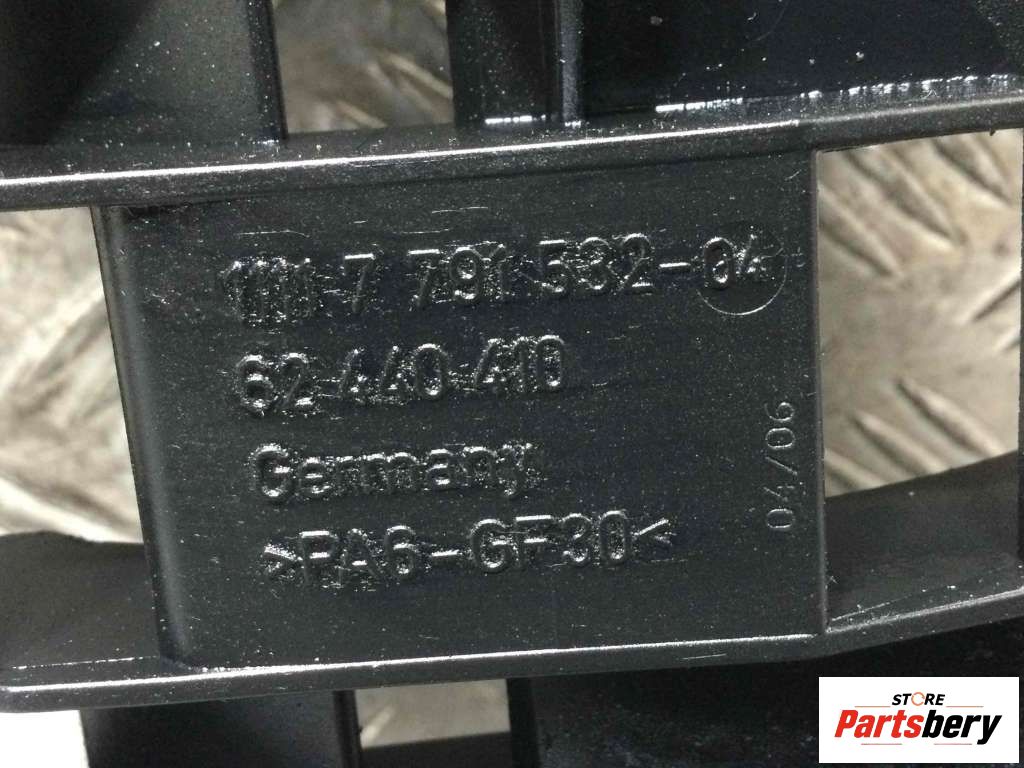 7 791 532-04
62 440 410
Germany
>PA6-GF30<
04/06
STORE
Partsbery